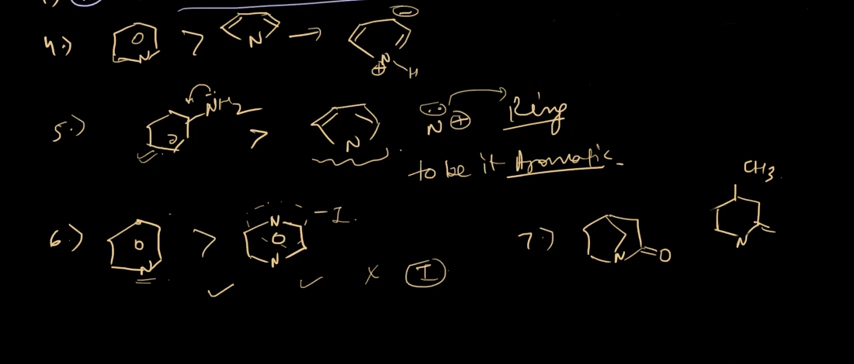 4.) N > N → N ⊕ H ⊖
5.) NH2 > N N ⊕ Ring
to be it Aromatic.
CH3
6.) N > N N -I 7.) N =O N
✓ ✓ × I